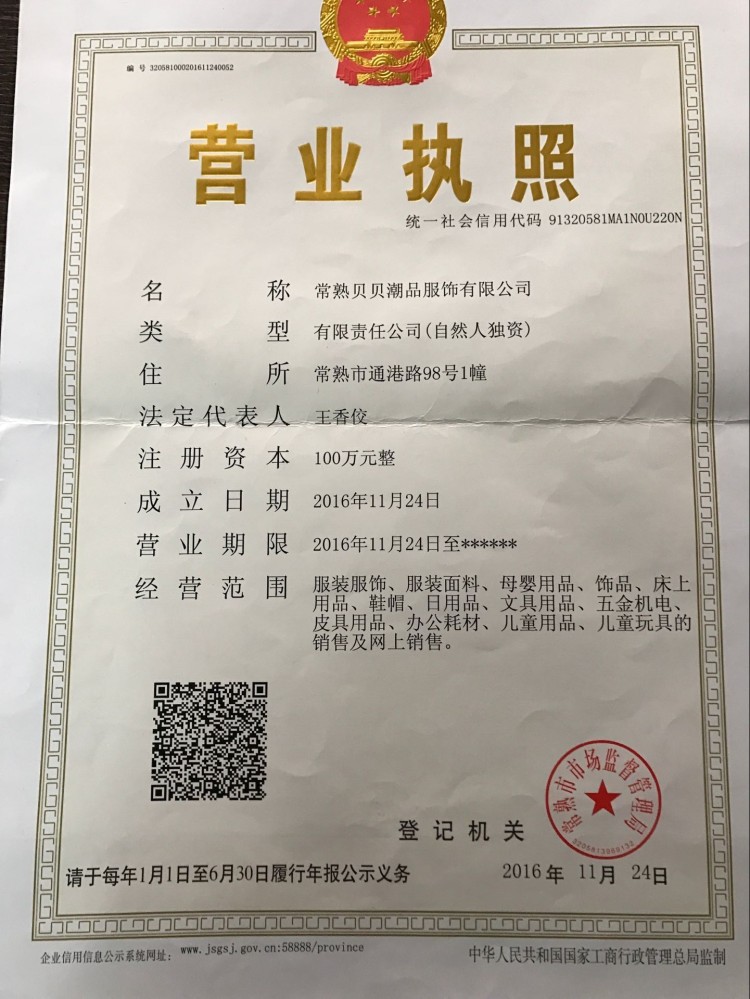 编 号 320581000201611240052
营业执照
统一社会信用代码 91320581MA1N0U220N
名称 常熟贝贝潮品服饰有限公司
类型 有限责任公司(自然人独资)
住所 常熟市通港路98号1幢
法定代表人 王香佼
注册资本 100万元整
成立日期 2016年11月24日
营业期限 2016年11月24日至******
经营范围 服装服饰、服装面料、母婴用品、饰品、床上
用品、鞋帽、日用品、文具用品、五金机电、
皮具用品、办公耗材、儿童用品、儿童玩具的
销售及网上销售。
常熟市市场监督管理局
登记机关
请于每年1月1日至6月30日履行年报公示义务
2016年 11月 24日
企业信用信息公示系统网址: www.jsgsj.gov.cn:58888/province
中华人民共和国国家工商行政管理总局监制